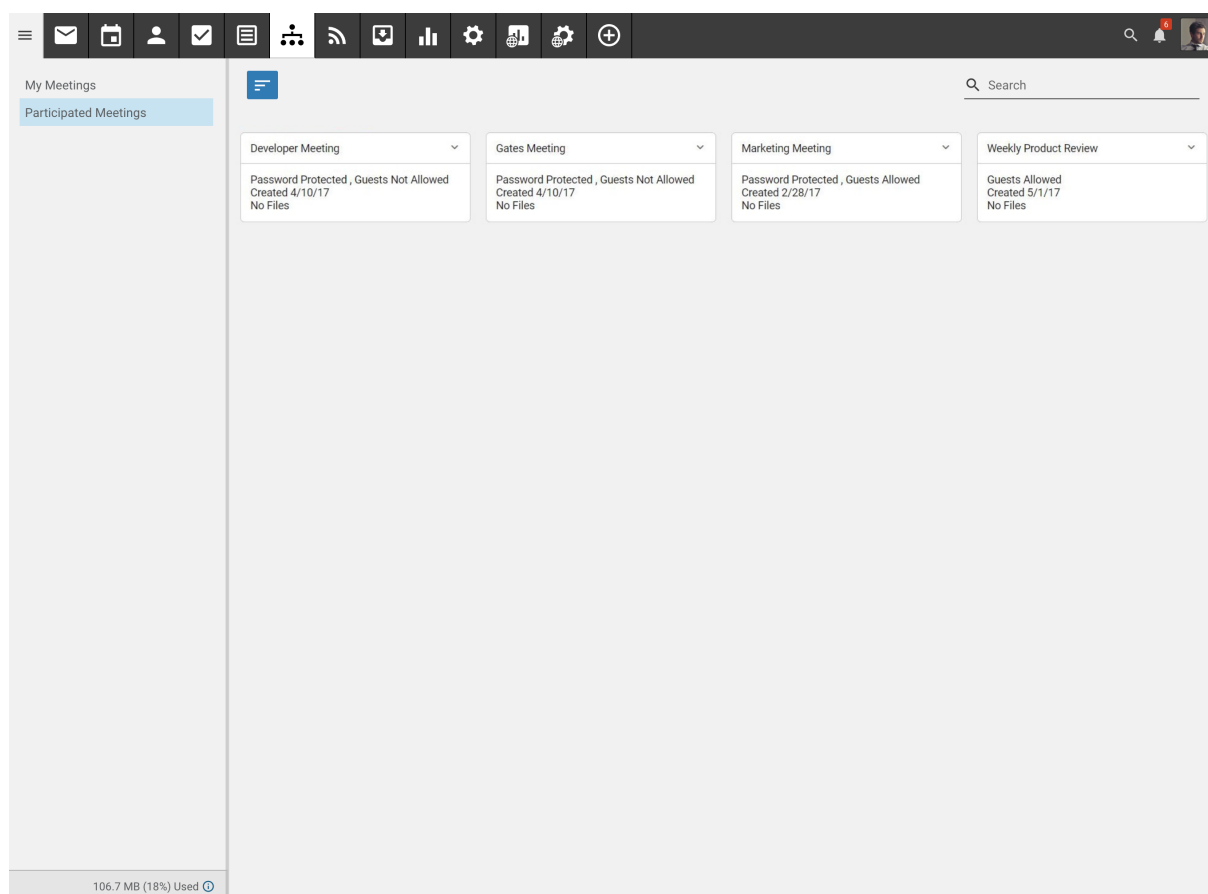 6
My Meetings
Participated Meetings
Search
Developer Meeting
Password Protected , Guests Not Allowed
Created 4/10/17
No Files
Gates Meeting
Password Protected , Guests Not Allowed
Created 4/10/17
No Files
Marketing Meeting
Password Protected , Guests Allowed
Created 2/28/17
No Files
Weekly Product Review
Guests Allowed
Created 5/1/17
No Files
106.7 MB (18%) Used